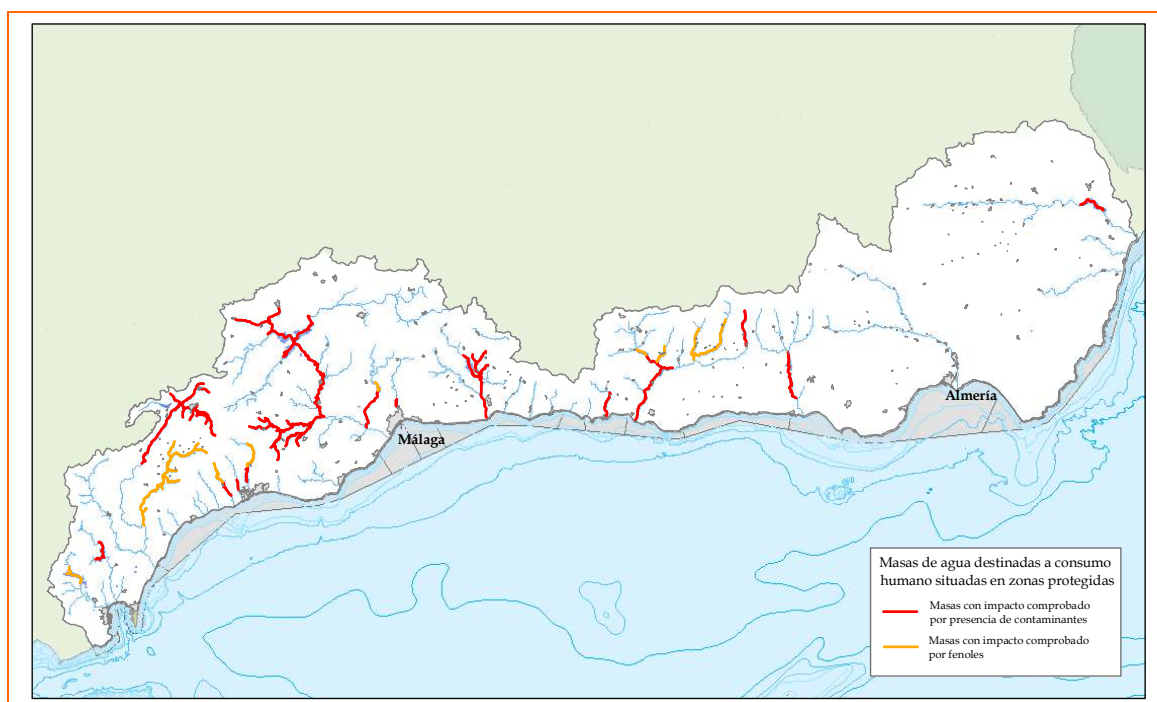 Almería
Málaga
Masas de agua destinadas a consumo
humano situadas en zonas protegidas
Masas con impacto comprobado
por presencia de contaminantes
Masas con impacto comprobado
por fenoles